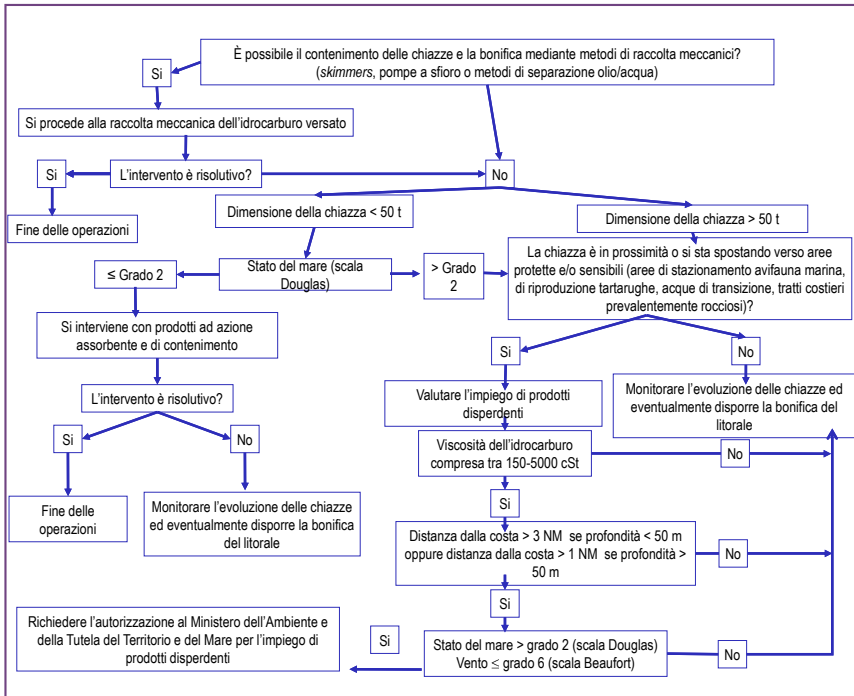 È possibile il contenimento delle chiazze e la bonifica mediante metodi di raccolta meccanici?
(skimmers, pompe a sfioro o metodi di separazione olio/acqua)
Si
Si procede alla raccolta meccanica dell'idrocarburo versato
Si
L'intervento è risolutivo?
No
Fine delle operazioni
Dimensione della chiazza < 50 t
Dimensione della chiazza > 50 t
≤ Grado 2
Stato del mare (scala
Douglas)
> Grado
2
La chiazza è in prossimità o si sta spostando verso aree
protette e/o sensibili (aree di stazionamento avifauna marina,
di riproduzione tartarughe, acque di transizione, tratti costieri
prevalentemente rocciosi)?
Si interviene con prodotti ad azione
assorbente e di contenimento
Si
No
L'intervento è risolutivo?
Valutare l'impiego di prodotti
disperdenti
Monitorare l'evoluzione delle chiazze ed
eventualmente disporre la bonifica del
litorale
Si
No
Viscosità dell'idrocarburo
compresa tra 150-5000 cSt
No
Fine delle
operazioni
Monitorare l'evoluzione delle chiazze
ed eventualmente disporre la bonifica
del litorale
Si
Distanza dalla costa > 3 NM se profondità < 50 m
oppure distanza dalla costa > 1 NM se profondità >
50 m
No
Si
Richiedere l'autorizzazione al Ministero dell'Ambiente e
della Tutela del Territorio e del Mare per l'impiego di
prodotti disperdenti
Si
Stato del mare > grado 2 (scala Douglas)
Vento ≤ grado 6 (scala Beaufort)
No